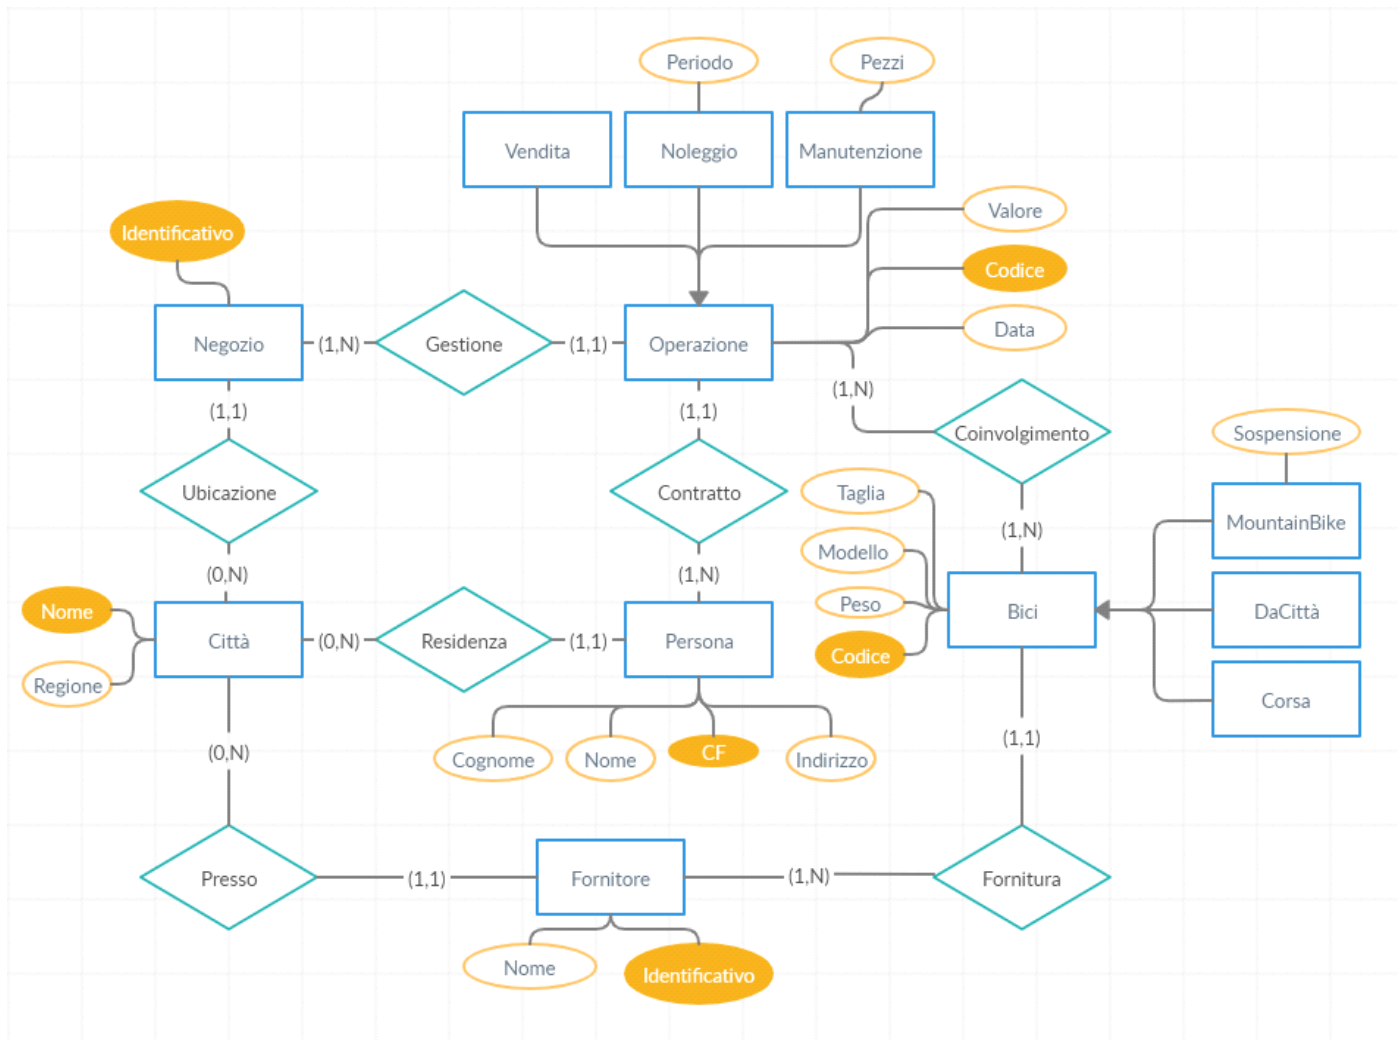 Periodo
Pezzi
Vendita
Noleggio
Manutenzione
Valore
Identificativo
Codice
Data
Negozio
(1,N)
Gestione
(1,1)
Operazione
(1,N)
(1,1)
(1,1)
Coinvolgimento
Sospensione
Ubicazione
Contratto
Taglia
MountainBike
(1,N)
Modello
(0,N)
(1,N)
Peso
Nome
Bici
DaCittà
Città
(0,N)
Residenza
(1,1)
Persona
Codice
Regione
Corsa
(0,N)
Cognome
Nome
CF
Indirizzo
(1,1)
Presso
(1,1)
Fornitore
(1,N)
Fornitura
Nome
Identificativo